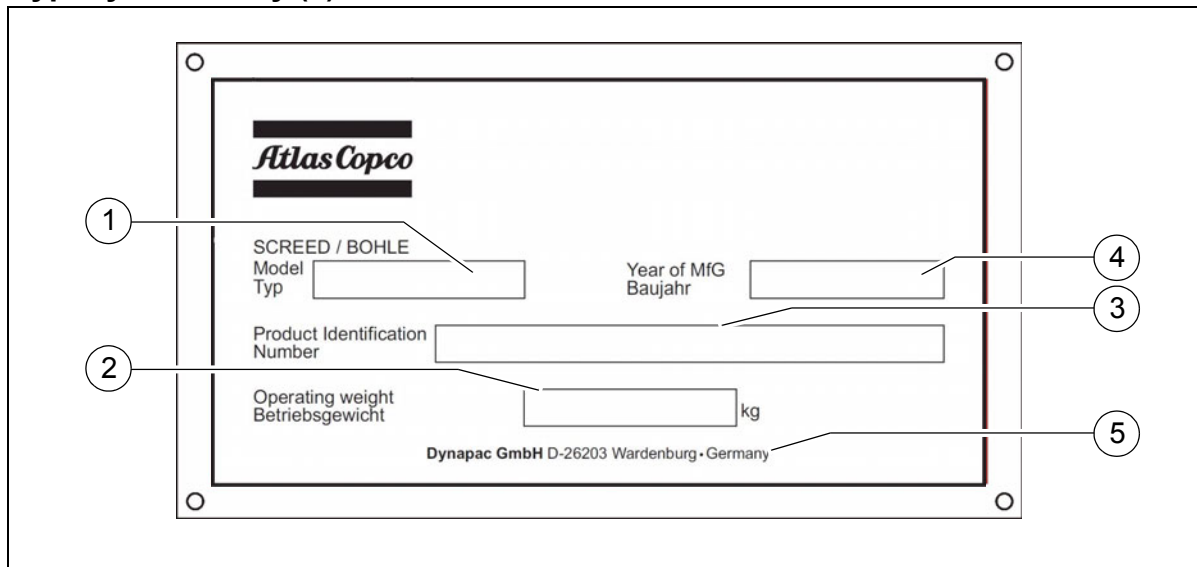 Atlas Copco
1
SCREED / BOHLE
Model
Typ
Year of MfG
Baujahr
4
3
Product Identification
Number
2
Operating weight
Betriebsgewicht
kg
5
Dynapac GmbH D-26203 Wardenburg • Germany